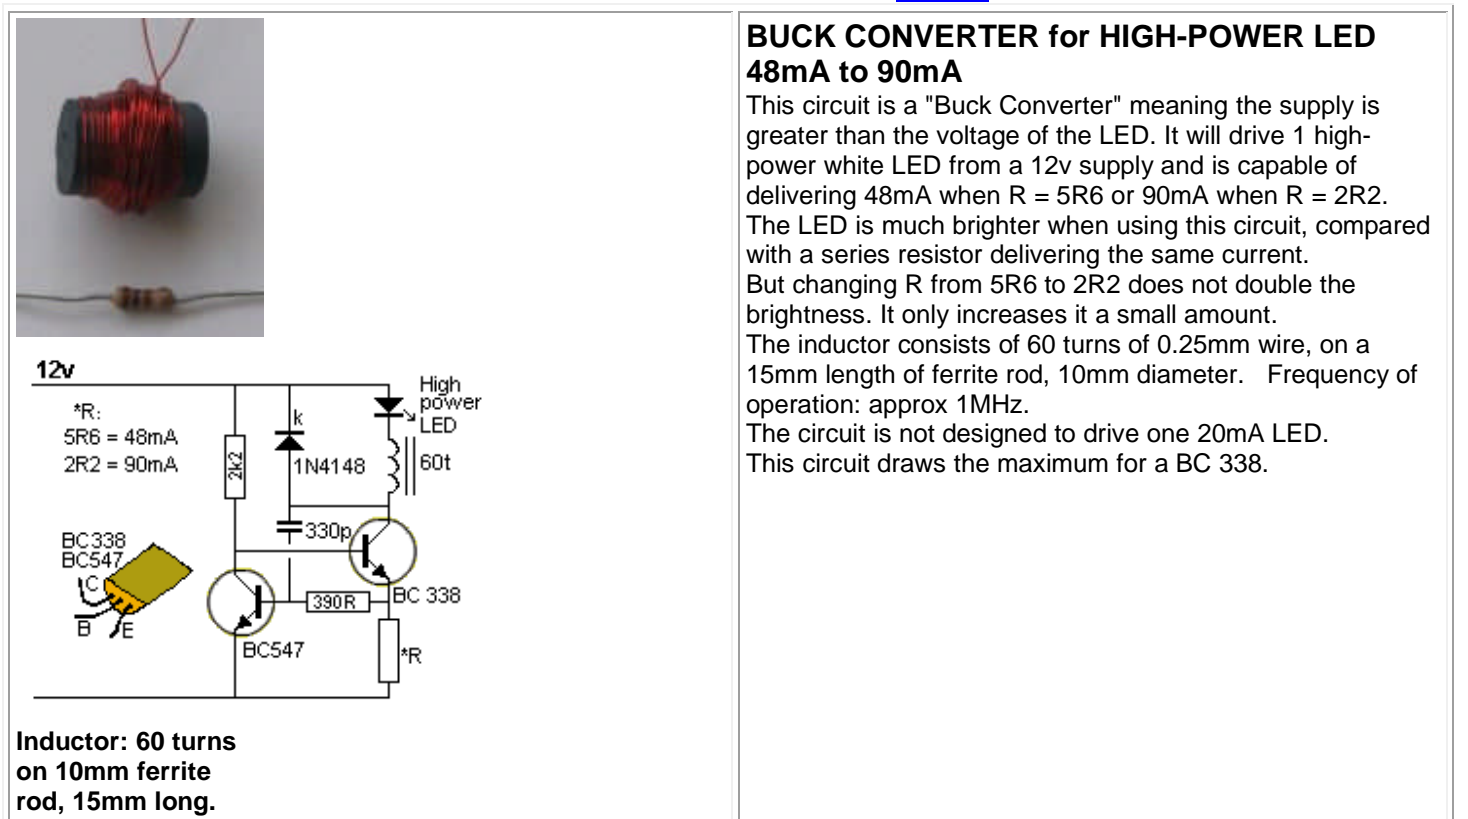 12v
*R:
5R6 = 48mA
2R2 = 90mA
2k2
k
1N4148
High
power
LED
60t
330p
BC338
BC547
C
B
E
390R
BC 338
BC547
*R
Inductor: 60 turns
on 10mm ferrite
rod, 15mm long.
BUCK CONVERTER for HIGH-POWER LED
48mA to 90mA
This circuit is a "Buck Converter" meaning the supply is
greater than the voltage of the LED. It will drive 1 high-
power white LED from a 12v supply and is capable of
delivering 48mA when R = 5R6 or 90mA when R = 2R2.
The LED is much brighter when using this circuit, compared
with a series resistor delivering the same current.
But changing R from 5R6 to 2R2 does not double the
brightness. It only increases it a small amount.
The inductor consists of 60 turns of 0.25mm wire, on a
15mm length of ferrite rod, 10mm diameter.   Frequency of
operation: approx 1MHz.
The circuit is not designed to drive one 20mA LED.
This circuit draws the maximum for a BC 338.